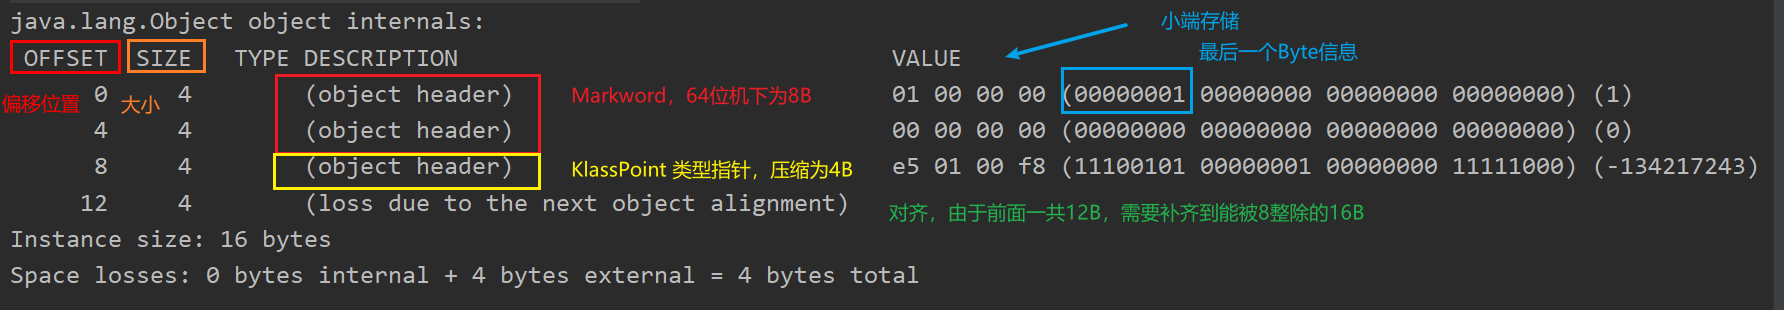 java.lang.Object object internals:
小端存储
OFFSET SIZE TYPE DESCRIPTION VALUE
最后一个Byte信息
偏移位置 0 大小 4 (object header) Markword，64位机下为8B 01 00 00 00 (00000001 00000000 00000000 00000000) (1)
4 4 (object header) 00 00 00 00 (00000000 00000000 00000000 00000000) (0)
8 4 (object header) KlassPoint 类型指针，压缩为4B e5 01 00 f8 (11100101 00000001 00000000 11111000) (-134217243)
12 4 (loss due to the next object alignment) 对齐，由于前面一共12B，需要补齐到能被8整除的16B
Instance size: 16 bytes
Space losses: 0 bytes internal + 4 bytes external = 4 bytes total